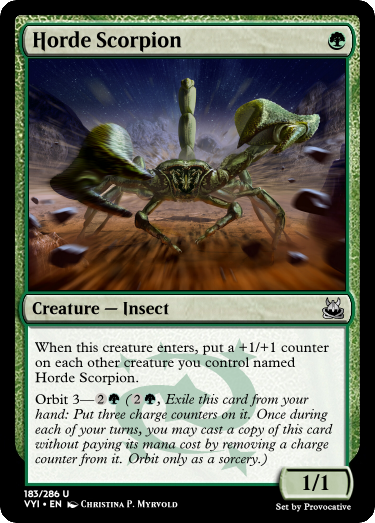 Horde Scorpion
Creature — Insect
When this creature enters, put a +1/+1 counter
on each other creature you control named
Horde Scorpion.
Orbit 3—2 ( 2 , Exile this card from your
hand: Put three charge counters on it. Once during
each of your turns, you may cast a copy of this card
without paying its mana cost by removing a charge
counter from it. Orbit only as a sorcery.)
1/1
183/286 U
VYI • EN Christina P. Myrvold
Set by Provocative